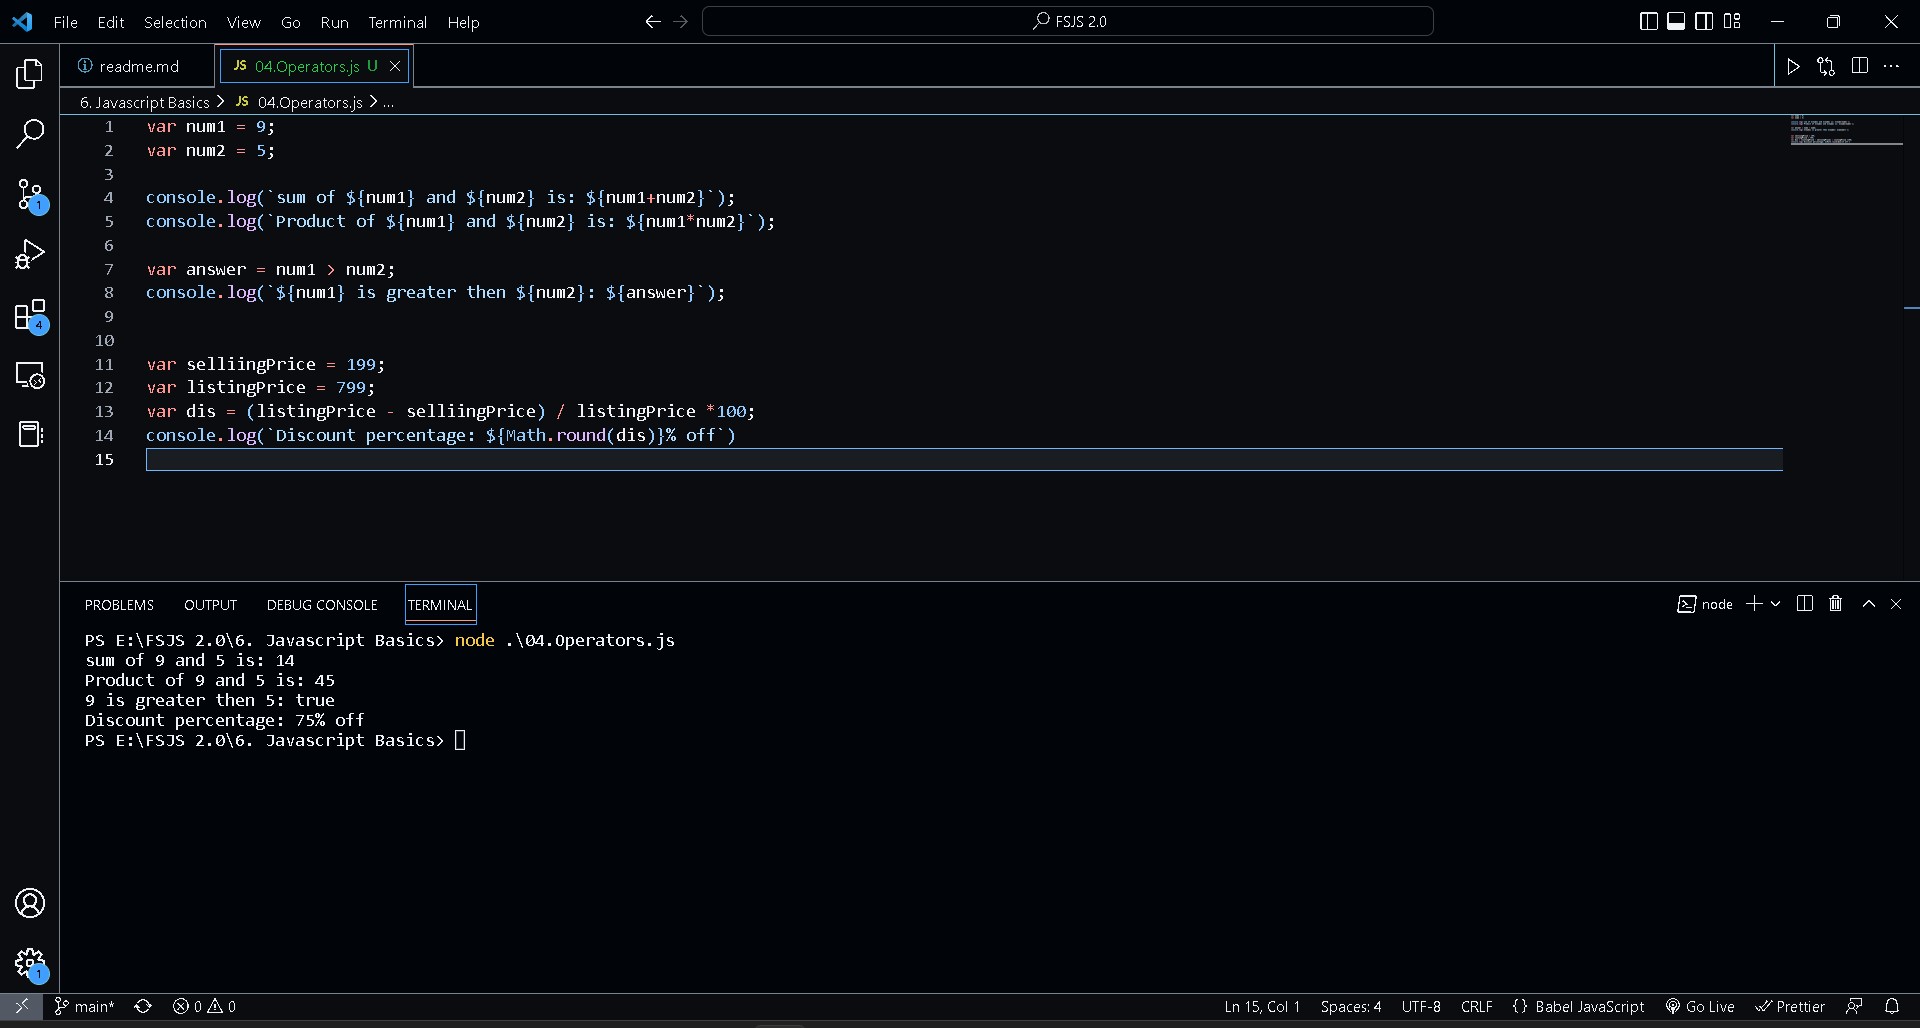 File Edit Selection View Go Run Terminal Help FSJS 2.0
readme.md JS 04.Operators.js U
6. Javascript Basics > JS 04.Operators.js > ...
1 var num1 = 9;
2 var num2 = 5;
3
4 console.log(`sum of ${num1} and ${num2} is: ${num1+num2}`);
5 console.log(`Product of ${num1} and ${num2} is: ${num1*num2}`);
6
7 var answer = num1 > num2;
8 console.log(`${num1} is greater then ${num2}: ${answer}`);
9
10
11 var selliingPrice = 199;
12 var listingPrice = 799;
13 var dis = (listingPrice - selliingPrice) / listingPrice *100;
14 console.log(`Discount percentage: ${Math.round(dis)}% off`)
15
1
4
PROBLEMS OUTPUT DEBUG CONSOLE TERMINAL node
PS E:\FSJS 2.0\6. Javascript Basics> node .\04.Operators.js
sum of 9 and 5 is: 14
Product of 9 and 5 is: 45
9 is greater then 5: true
Discount percentage: 75% off
PS E:\FSJS 2.0\6. Javascript Basics>
1
main* 0 0 Ln 15, Col 1 Spaces: 4 UTF-8 CRLF {} Babel JavaScript Go Live Prettier